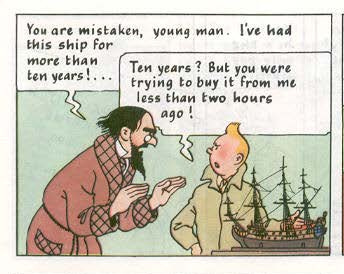 You are mistaken, young man. I've had
this ship for
more than
ten years!...
Ten years? But you were
trying to buy it from me
less than two hours
ago!